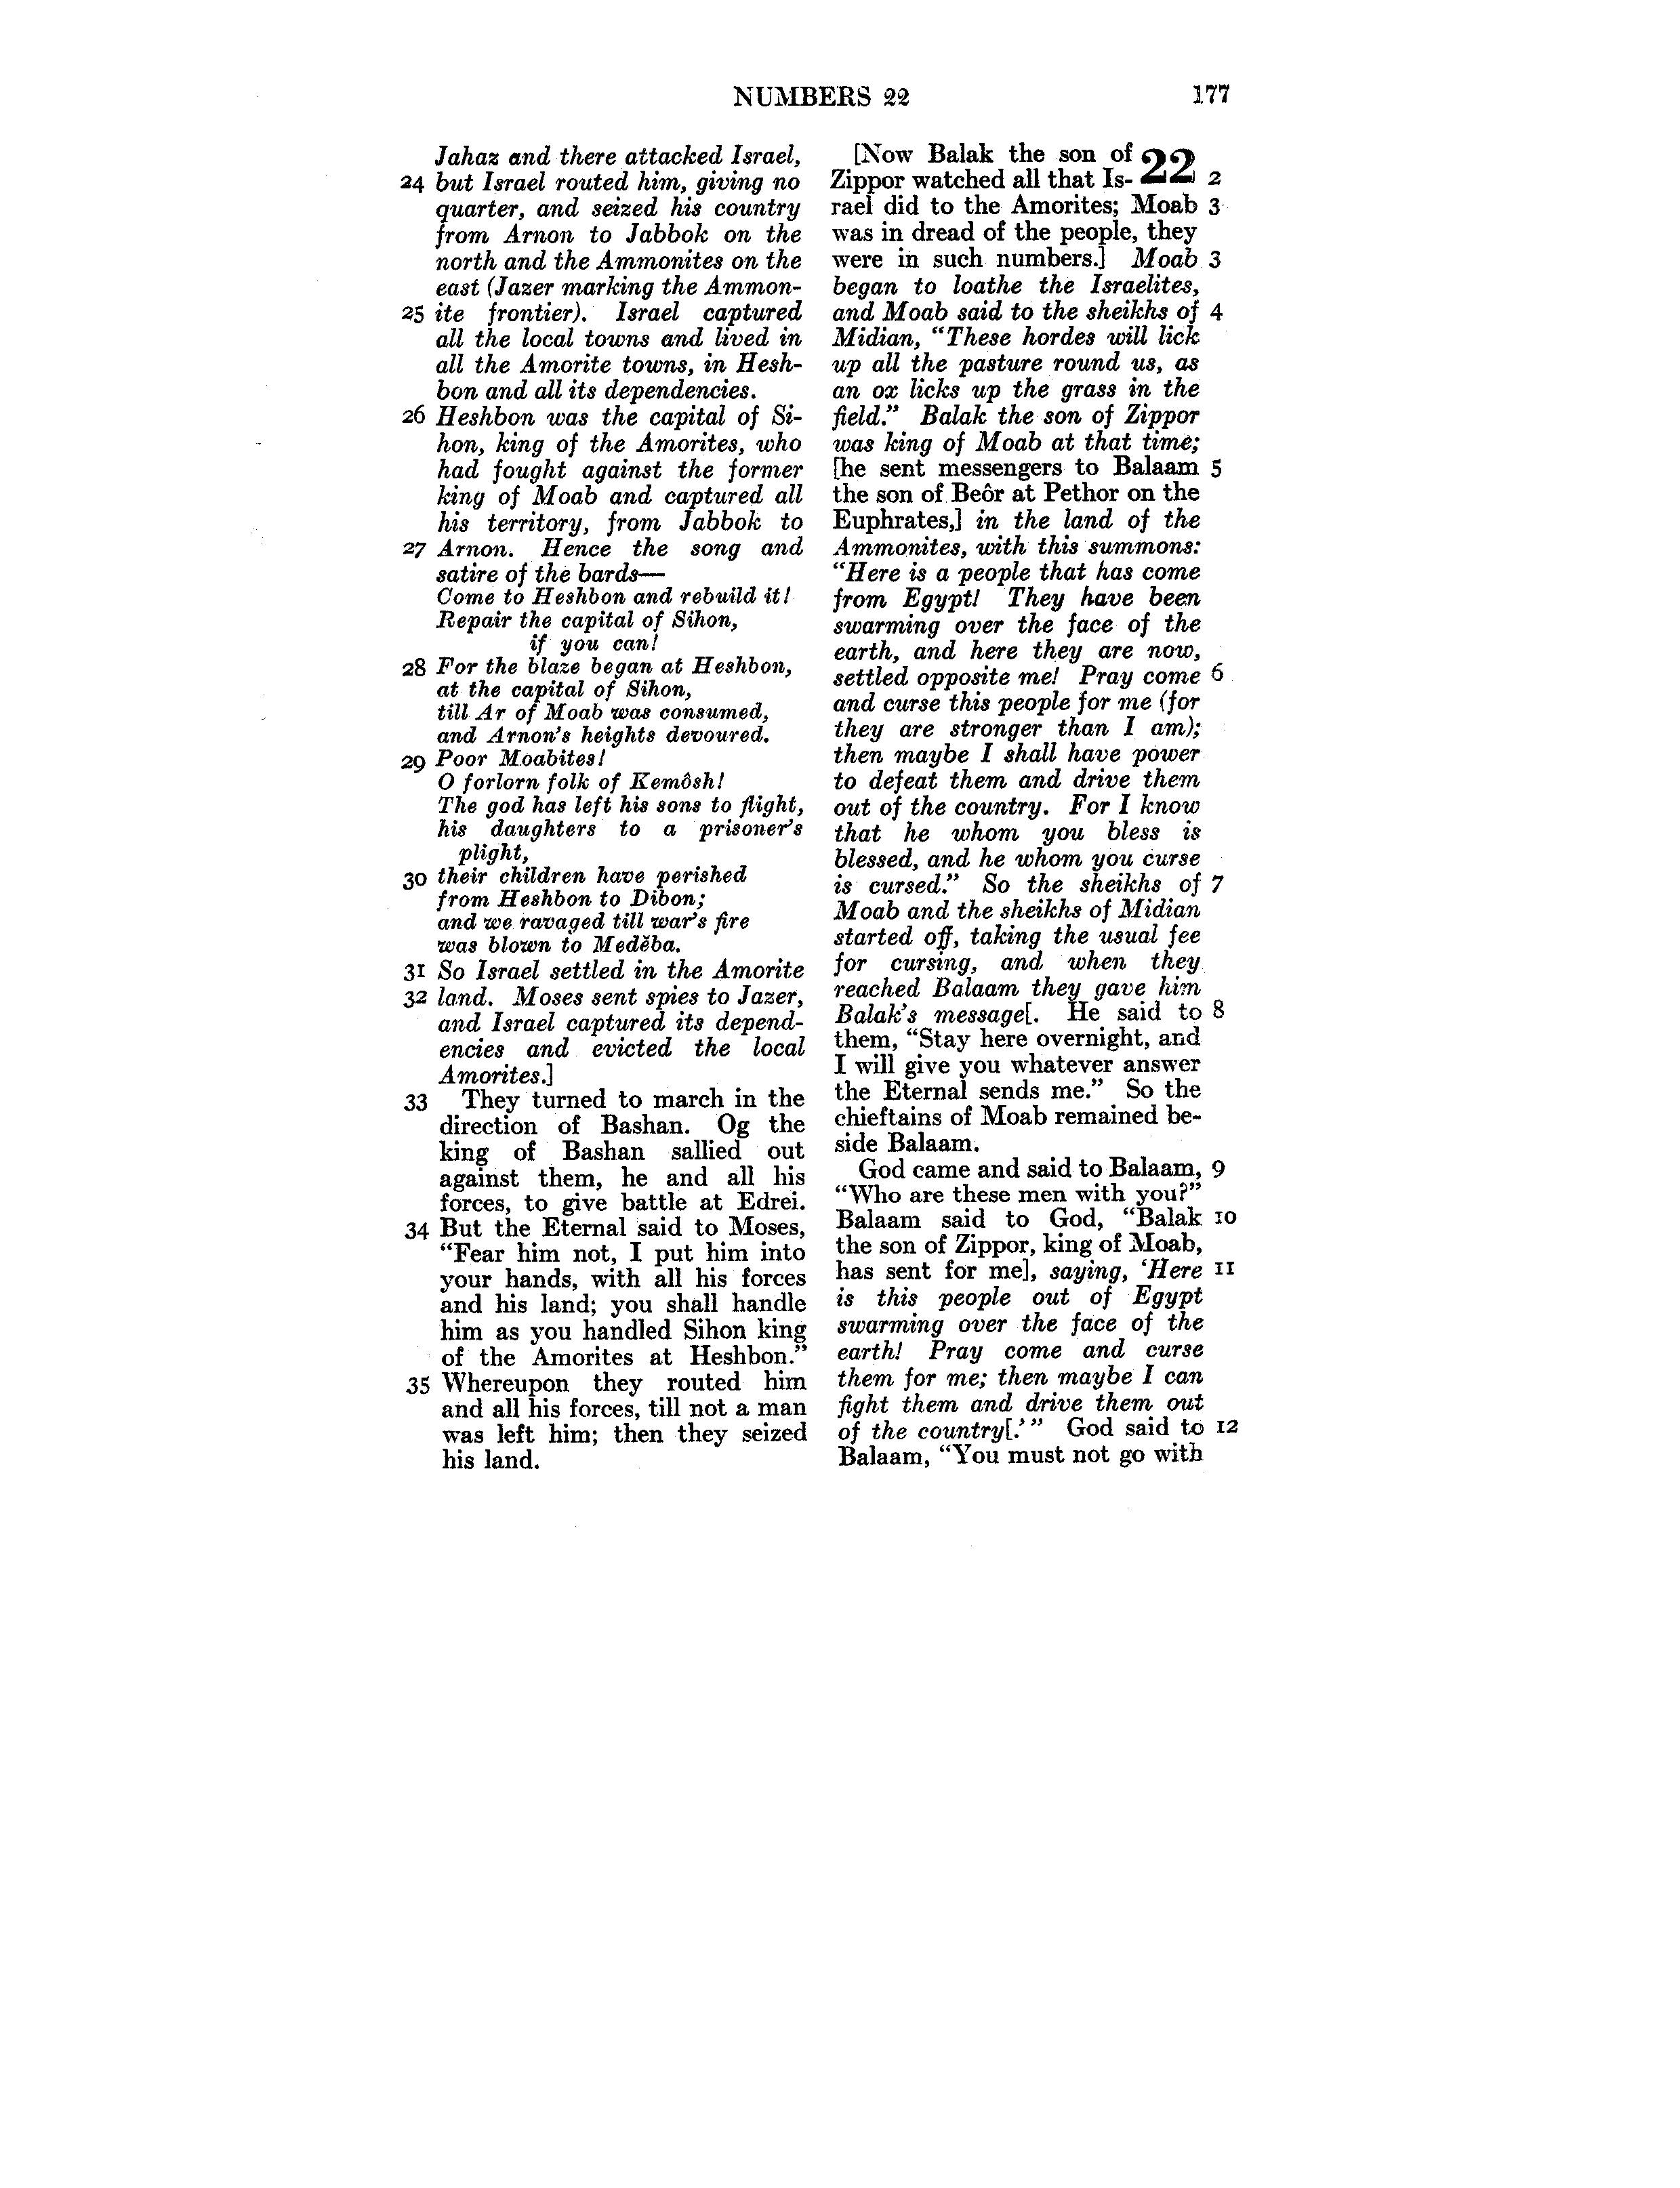 NUMBERS 22 177
Jahaz and there attacked Israel,
24 but Israel routed him, giving no
quarter, and seized his country
from Arnon to Jabbok on the
north and the Ammonites on the
east (Jazer marking the Ammon-
25 ite frontier). Israel captured
all the local towns and lived in
all the Amorite towns, in Hesh-
bon and all its dependencies.
26 Heshbon was the capital of Si-
hon, king of the Amorites, who
had fought against the former
king of Moab and captured all
his territory, from Jabbok to
27 Arnon. Hence the song and
satire of the bards—
Come to Heshbon and rebuild it!
Repair the capital of Sihon,
if you can!
28 For the blaze began at Heshbon,
at the capital of Sihon,
till Ar of Moab was consumed,
and Arnon's heights devoured.
29 Poor Moabites!
O forlorn folk of Kemôsh!
The god has left his sons to flight,
his daughters to a prisoner's
plight,
30 their children have perished
from Heshbon to Dibon;
and we ravaged till war's fire
was blown to Medĕba.
31 So Israel settled in the Amorite
32 land. Moses sent spies to Jazer,
and Israel captured its depend-
encies and evicted the local
Amorites.]
33 They turned to march in the
direction of Bashan. Og the
king of Bashan sallied out
against them, he and all his
forces, to give battle at Edrei.
34 But the Eternal said to Moses,
“Fear him not, I put him into
your hands, with all his forces
and his land; you shall handle
him as you handled Sihon king
of the Amorites at Heshbon.”
35 Whereupon they routed him
and all his forces, till not a man
was left him; then they seized
his land.
[Now Balak the son of 22
Zippor watched all that Is- 2
rael did to the Amorites; Moab 3
was in dread of the people, they
were in such numbers.] Moab 3
began to loathe the Israelites,
and Moab said to the sheikhs of 4
Midian, “These hordes will lick
up all the pasture round us, as
an ox licks up the grass in the
field.” Balak the son of Zippor
was king of Moab at that time;
[he sent messengers to Balaam 5
the son of Beôr at Pethor on the
Euphrates,] in the land of the
Ammonites, with this summons:
“Here is a people that has come
from Egypt! They have been
swarming over the face of the
earth, and here they are now,
settled opposite me! Pray come 6
and curse this people for me (for
they are stronger than I am);
then maybe I shall have power
to defeat them and drive them
out of the country. For I know
that he whom you bless is
blessed, and he whom you curse
is cursed.” So the sheikhs of 7
Moab and the sheikhs of Midian
started off, taking the usual fee
for cursing, and when they
reached Balaam they gave him
Balak's message[. He said to 8
them, “Stay here overnight, and
I will give you whatever answer
the Eternal sends me.” So the
chieftains of Moab remained be-
side Balaam.
God came and said to Balaam, 9
“Who are these men with you?”
Balaam said to God, “Balak 10
the son of Zippor, king of Moab,
has sent for me], saying, ‘Here 11
is this people out of Egypt
swarming over the face of the
earth! Pray come and curse
them for me; then maybe I can
fight them and drive them out
of the country[.’” God said to 12
Balaam, “You must not go with